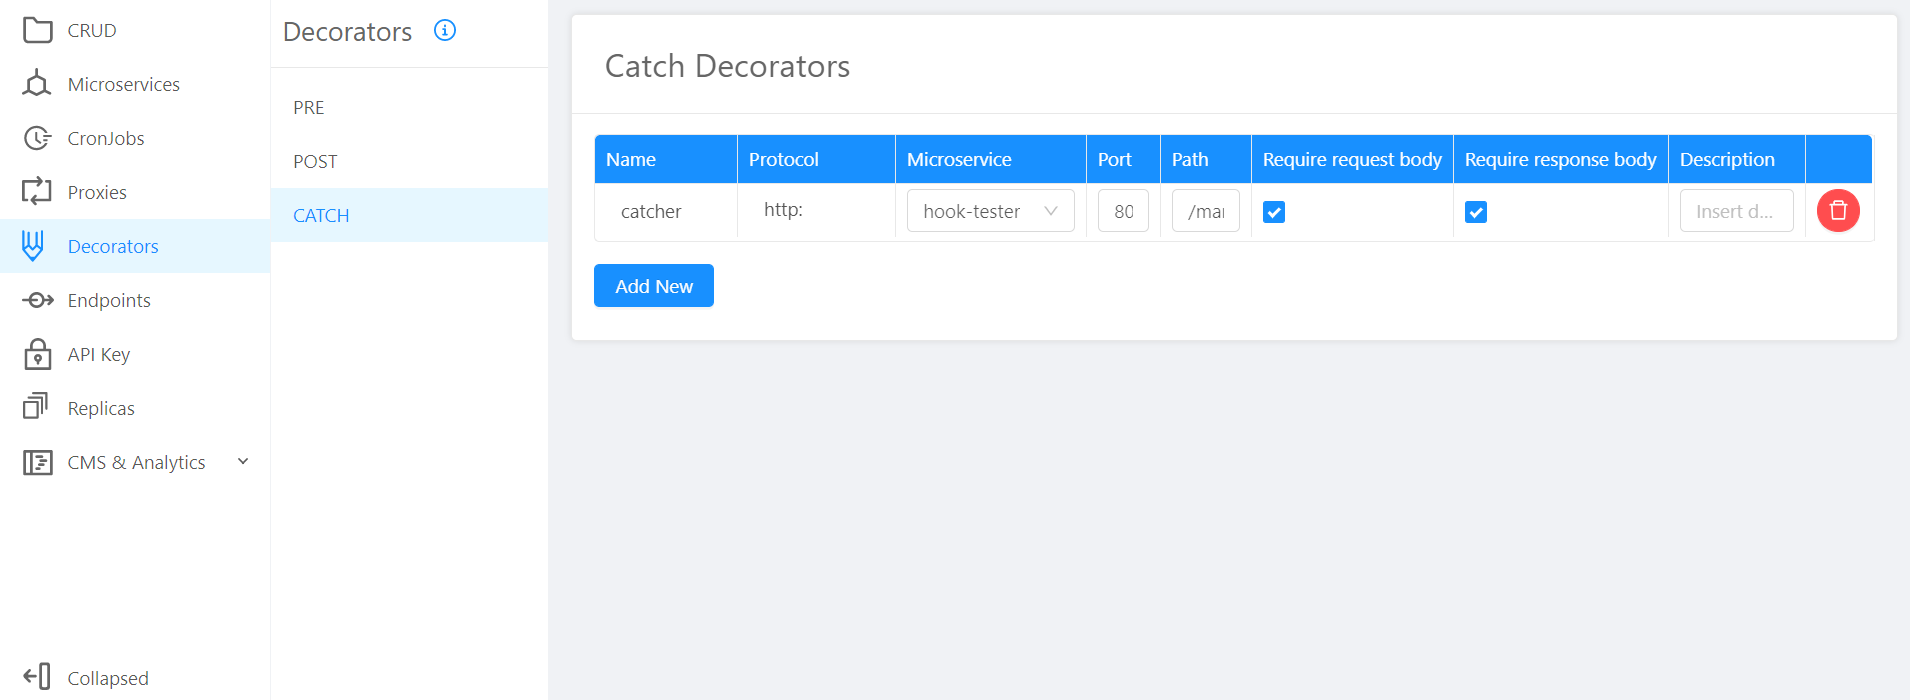 CRUD
Microservices
CronJobs
Proxies
Decorators
Endpoints
API Key
Replicas
CMS & Analytics
Collapsed
Decorators
PRE
POST
CATCH
Catch Decorators
Name Protocol Microservice Port Path Require request body Require response body Description
catcher http: hook-tester 80 Insert d...
Add New